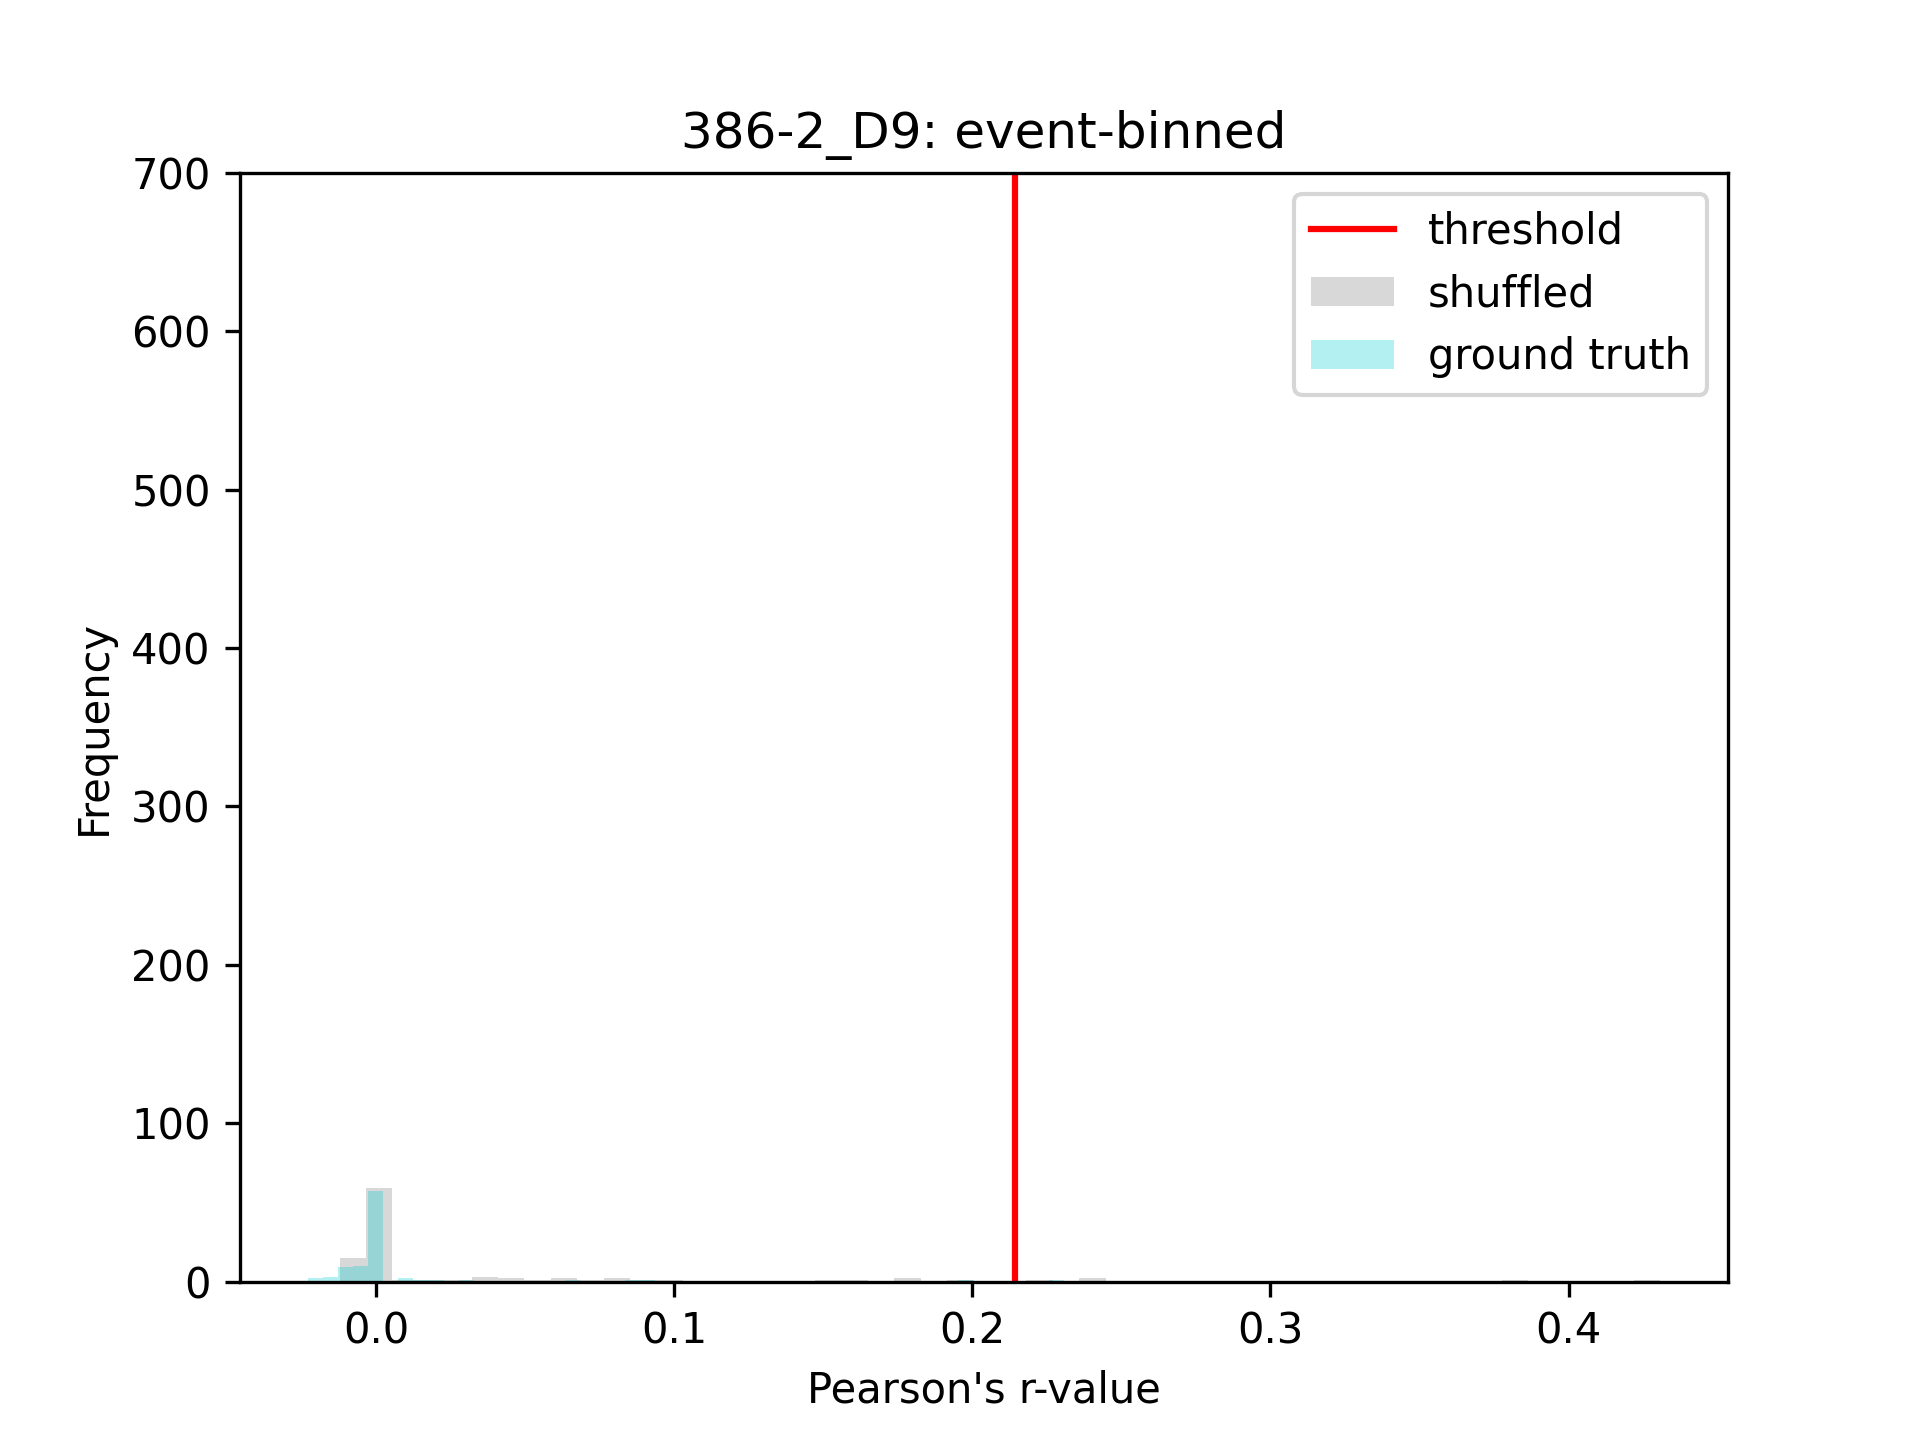 386-2_D9: event-binned
700
600
500
400
300
200
100
0
Frequency
threshold
shuffled
ground truth
0.0 0.1 0.2 0.3 0.4
Pearson's r-value